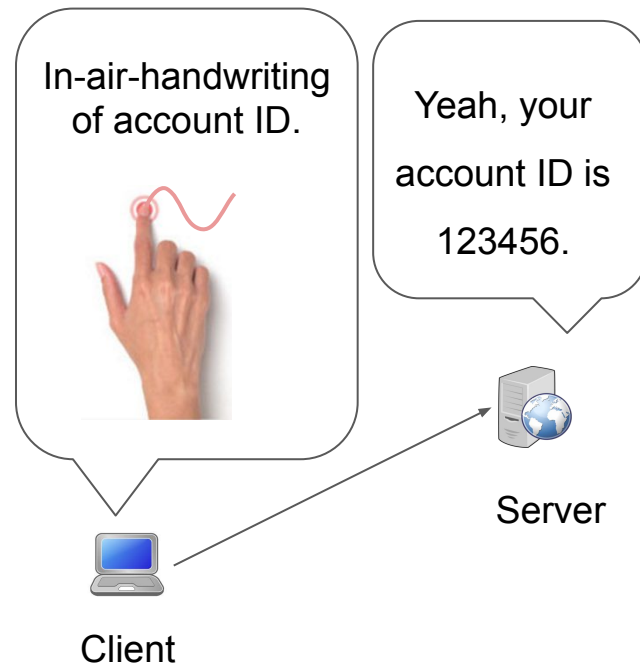 In-air-handwriting
of account ID.
Yeah, your
account ID is
123456.
Server
Client